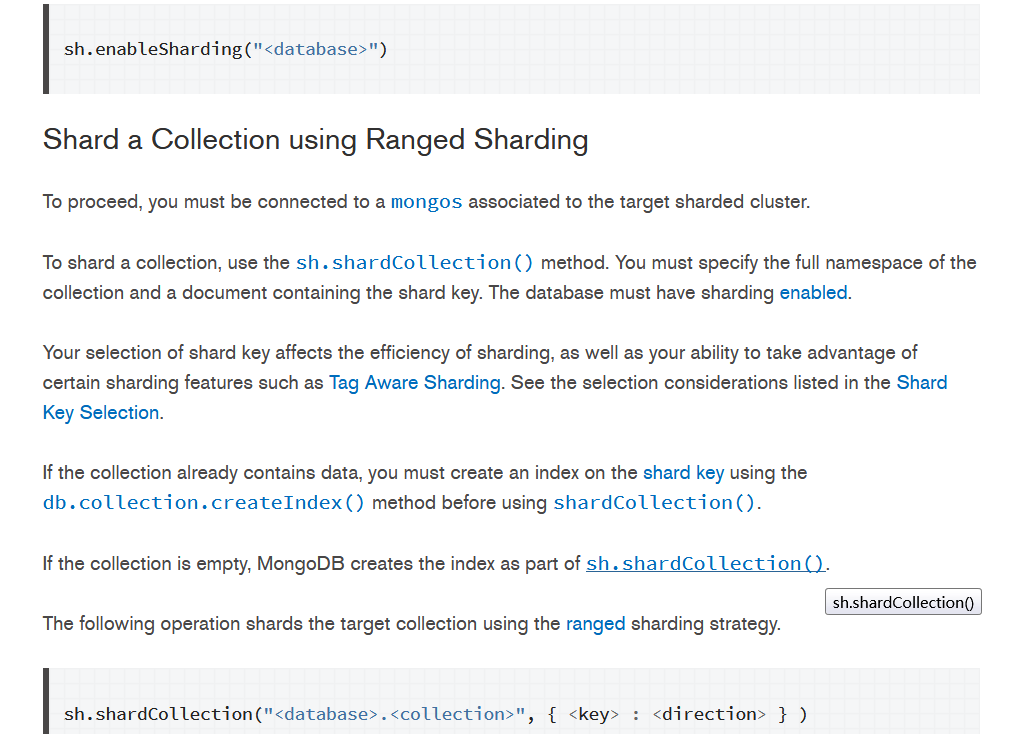 sh.enableSharding("<database>")
Shard a Collection using Ranged Sharding
To proceed, you must be connected to a mongos associated to the target sharded cluster.
To shard a collection, use the sh.shardCollection() method. You must specify the full namespace of the
collection and a document containing the shard key. The database must have sharding enabled.
Your selection of shard key affects the efficiency of sharding, as well as your ability to take advantage of
certain sharding features such as Tag Aware Sharding. See the selection considerations listed in the Shard
Key Selection.
If the collection already contains data, you must create an index on the shard key using the
db.collection.createIndex() method before using shardCollection().
If the collection is empty, MongoDB creates the index as part of sh.shardCollection().
sh.shardCollection()
The following operation shards the target collection using the ranged sharding strategy.
sh.shardCollection("<database>.<collection>", { <key> : <direction> } )